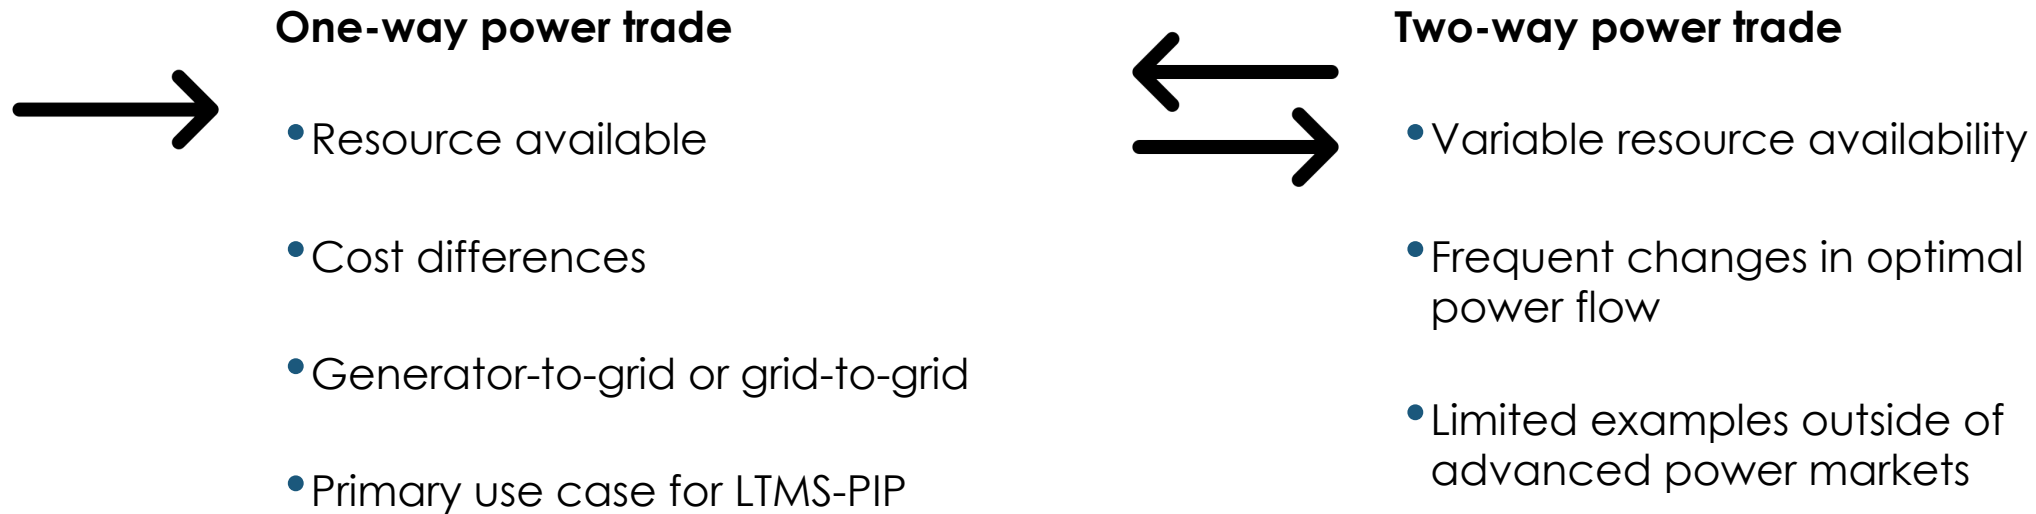 One-way power trade
• Resource available
• Cost differences
• Generator-to-grid or grid-to-grid
• Primary use case for LTMS-PIP
Two-way power trade
• Variable resource availability
• Frequent changes in optimal
power flow
• Limited examples outside of
advanced power markets